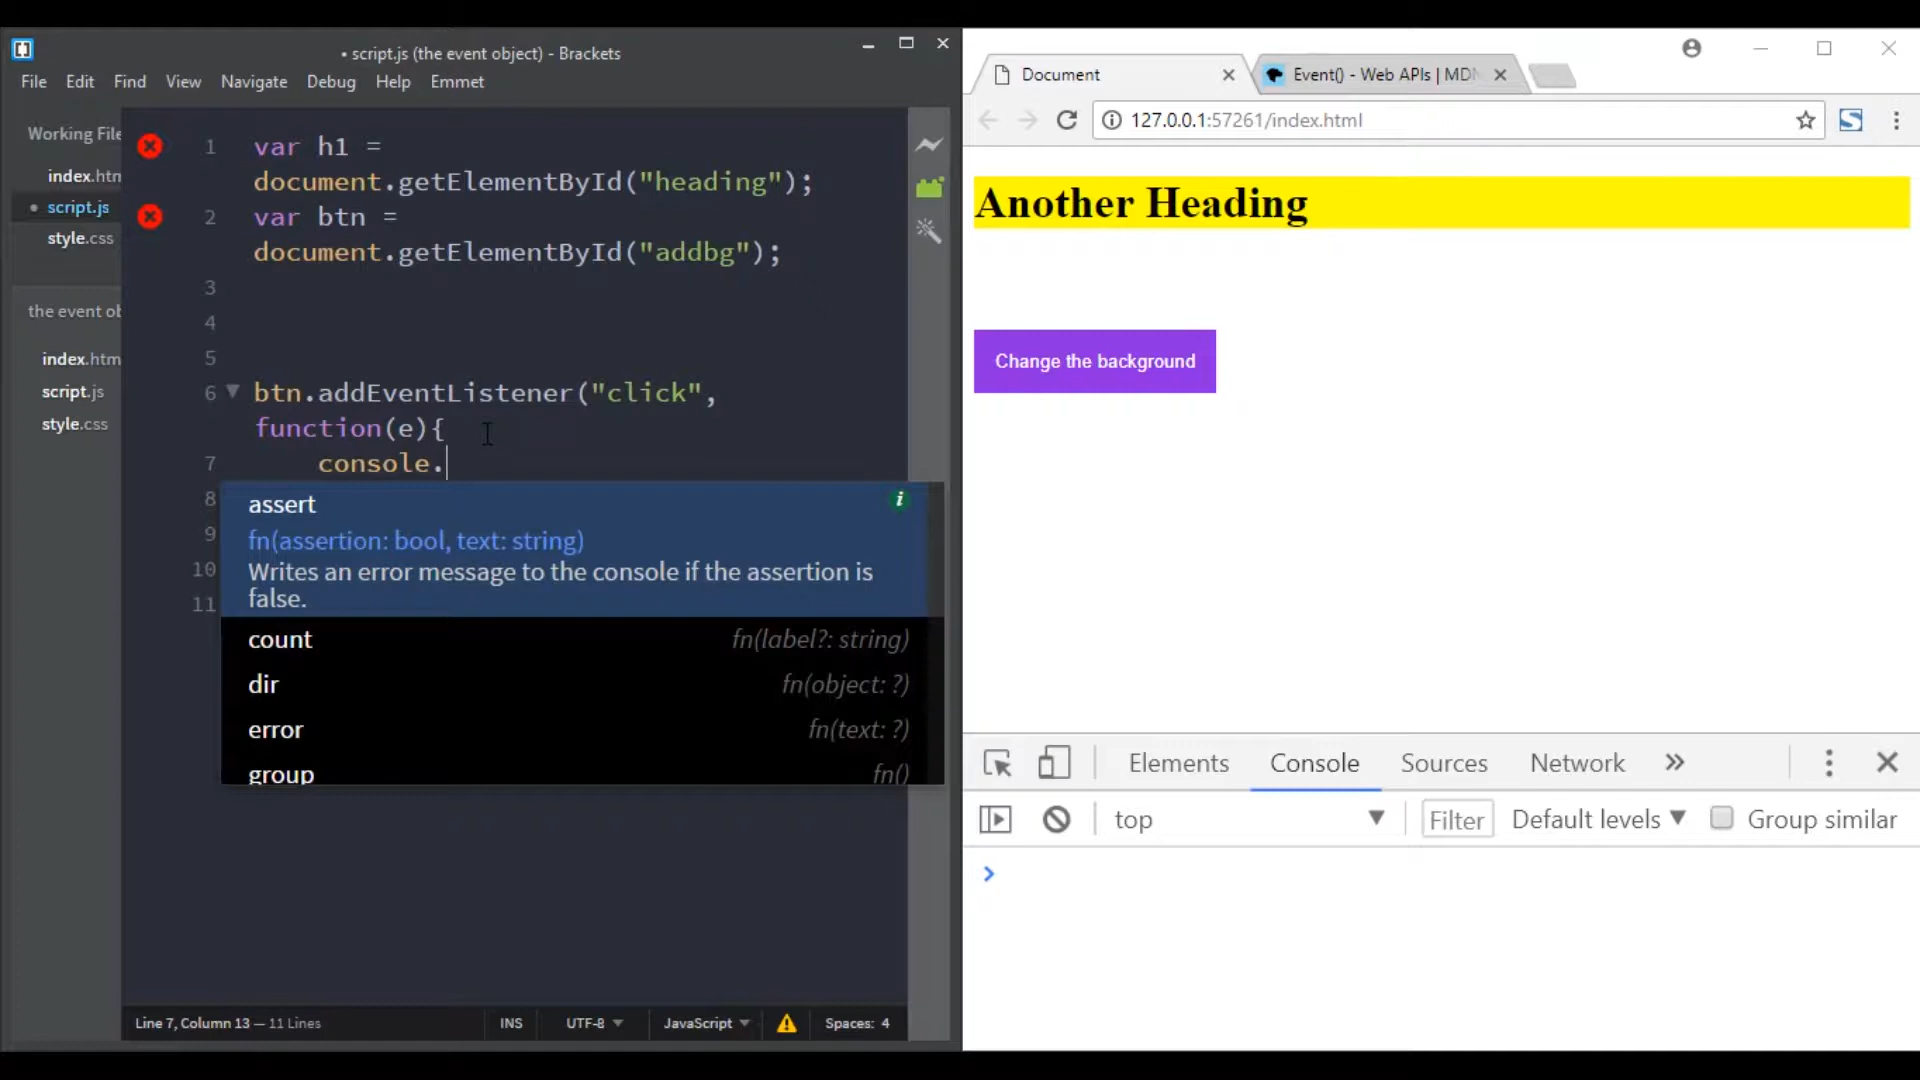 • script.js (the event object) - Brackets
File Edit Find View Navigate Debug Help Emmet
Working File
index.htm
• script.js
style.css
the event ob
index.htm
script.js
style.css
1 var h1 =
document.getElementById("heading");
2 var btn =
document.getElementById("addbg");
3
4
5
6 btn.addEventListener("click",
function(e){
7 console.
8
9
10
11
assert i
fn(assertion: bool, text: string)
Writes an error message to the console if the assertion is
false.
count fn(label?: string)
dir fn(object: ?)
error fn(text: ?)
group fn()
Line 7, Column 13 — 11 Lines INS UTF-8 JavaScript Spaces: 4
Document Event() - Web APIs | MDN
127.0.0.1:57261/index.html
Another Heading
Change the background
Elements Console Sources Network »
top Filter Default levels Group similar